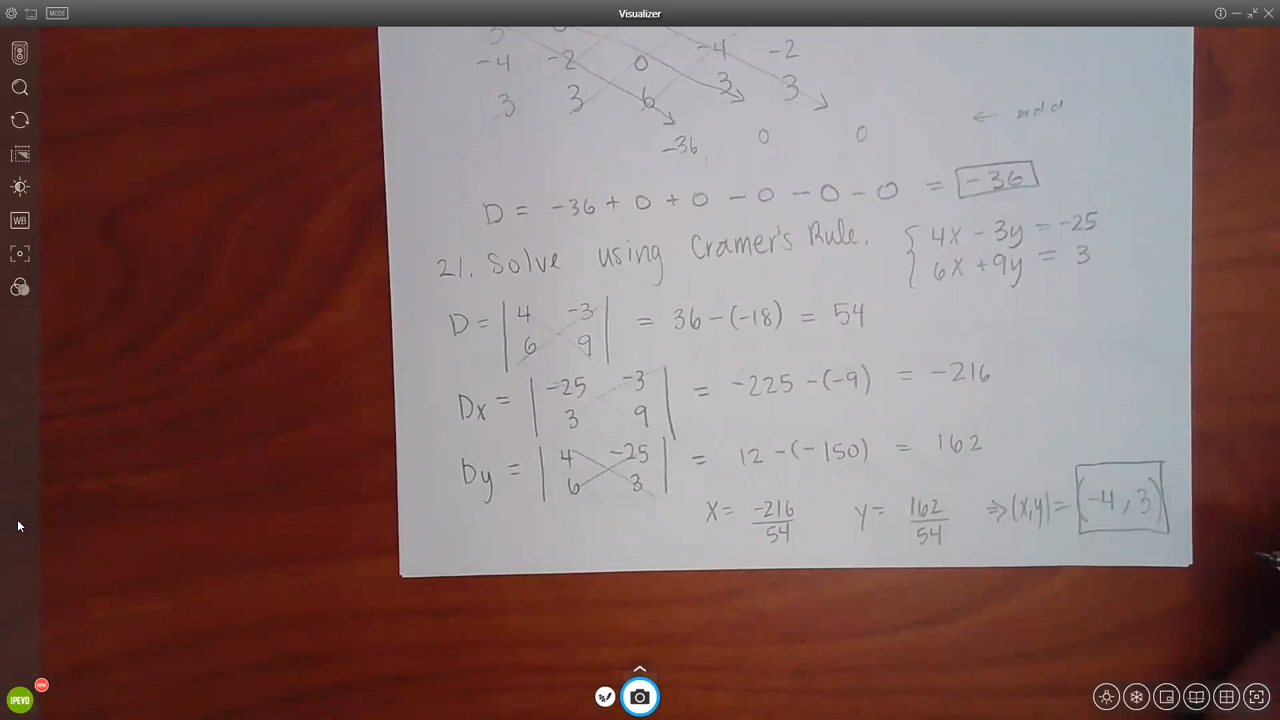 MODE
Visualizer
-4 -2 0 -4 -2
3 3 6 3 3
-36 0 0 ← add
D = -36 + 0 + 0 - 0 - 0 - 0 = -36
21. Solve using Cramer's Rule. { 4x - 3y = -25
6x + 9y = 3
D = | 4 -3 | = 36 - (-18) = 54
6 9
Dx = | -25 -3 | = -225 - (-9) = -216
3 9
Dy = | 4 -25 | = 12 - (-150) = 162
6 3
x = -216/54 y = 162/54 ⇒ (x,y) = (-4, 3)
IPEVO
new